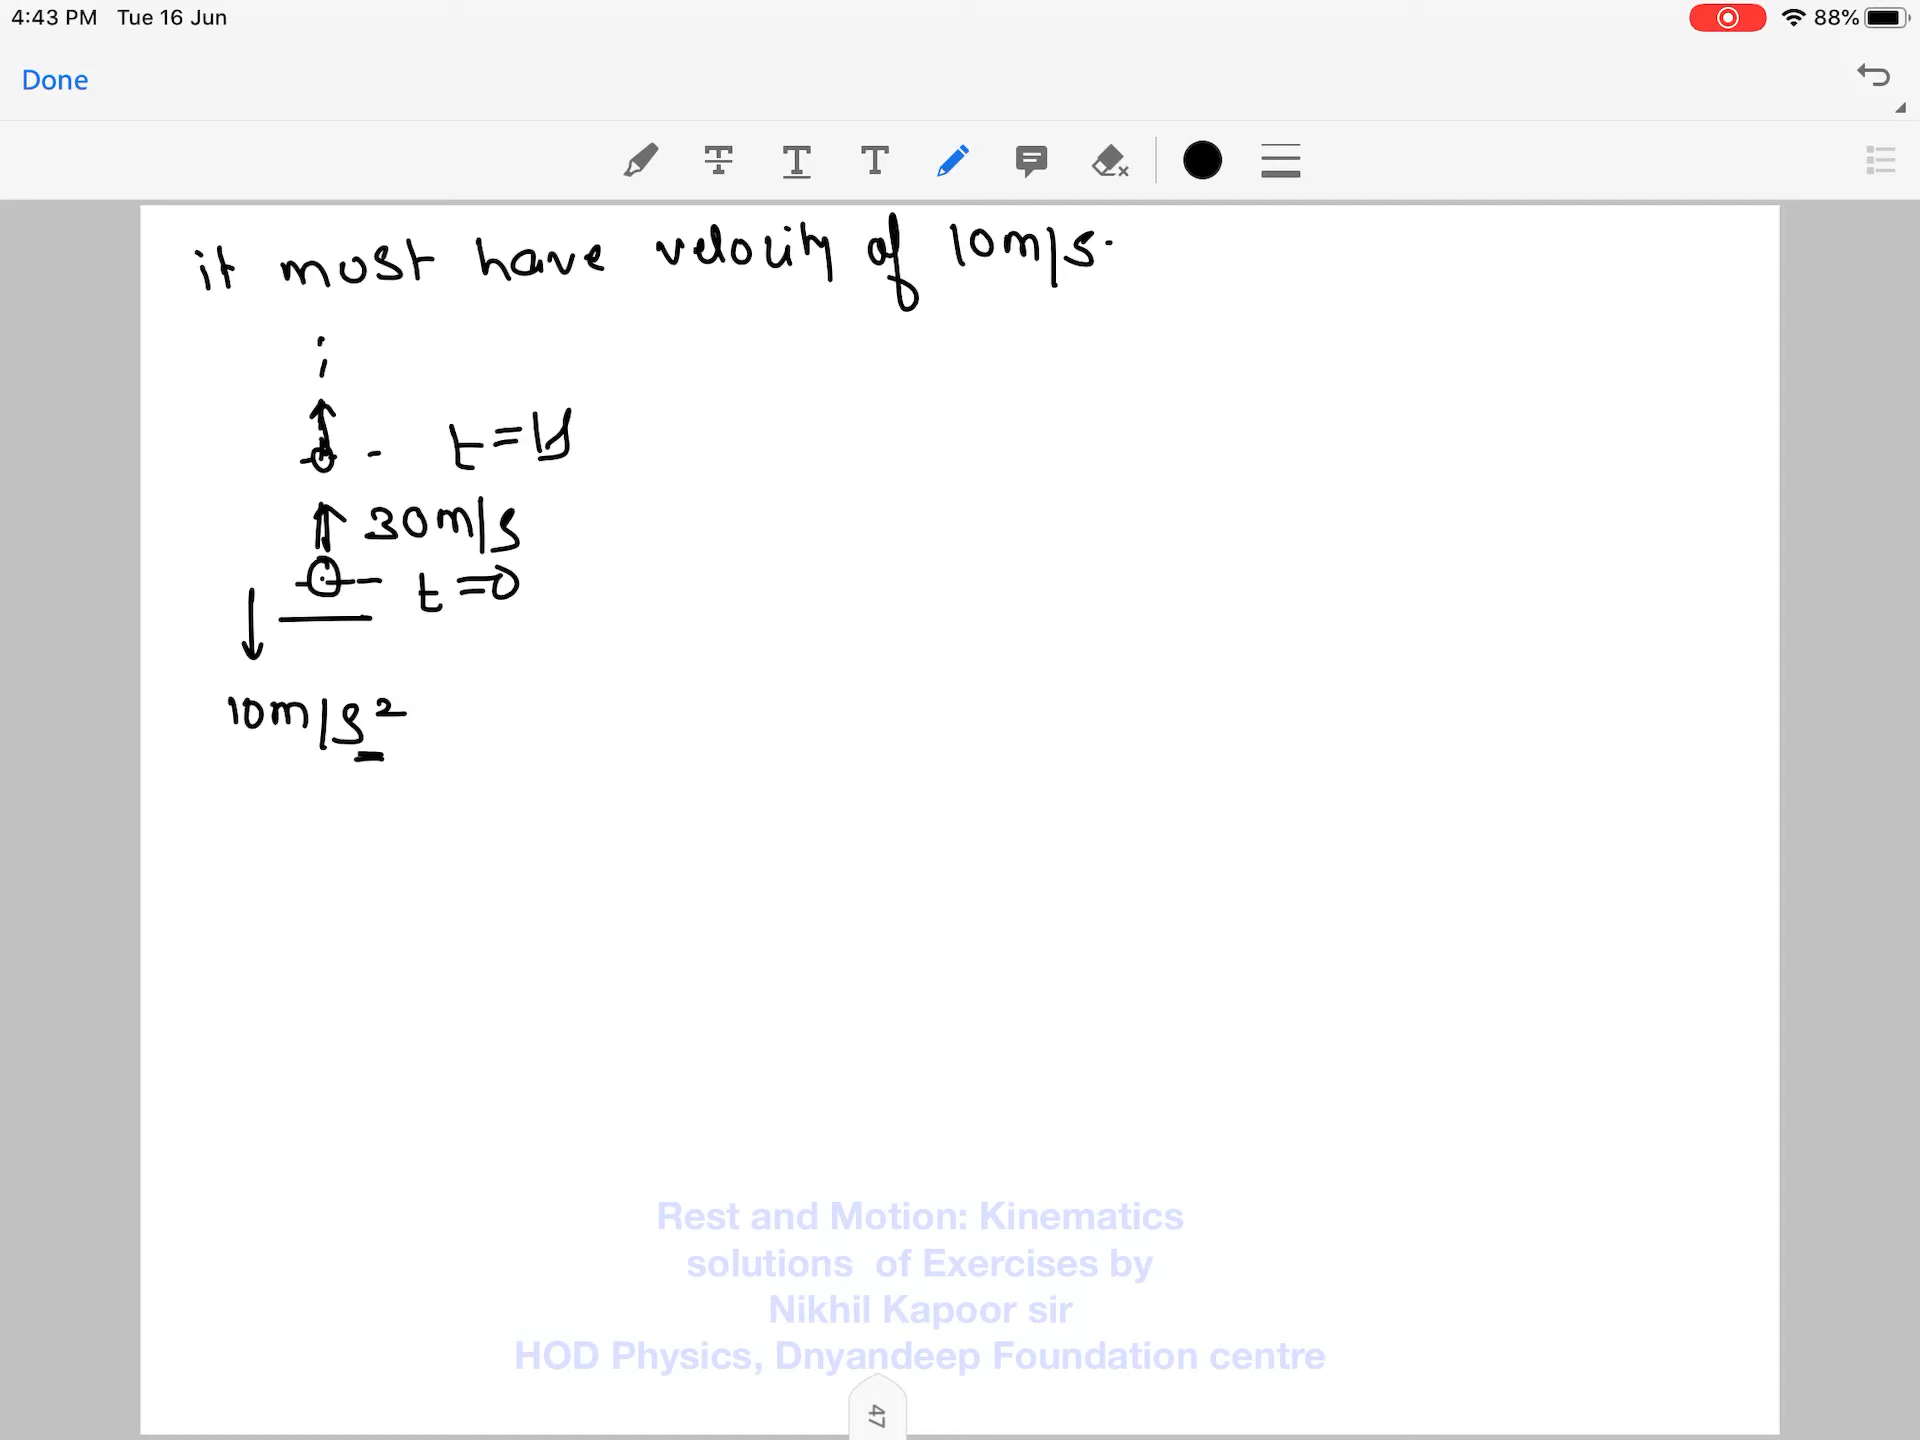 4:43 PM Tue 16 Jun
88%
Done
it must have velocity of 10m/s.
t=1s
30m/s
t=0
10m/s²
Rest and Motion: Kinematics
solutions of Exercises by
Nikhil Kapoor sir
HOD Physics, Dnyandeep Foundation centre
47